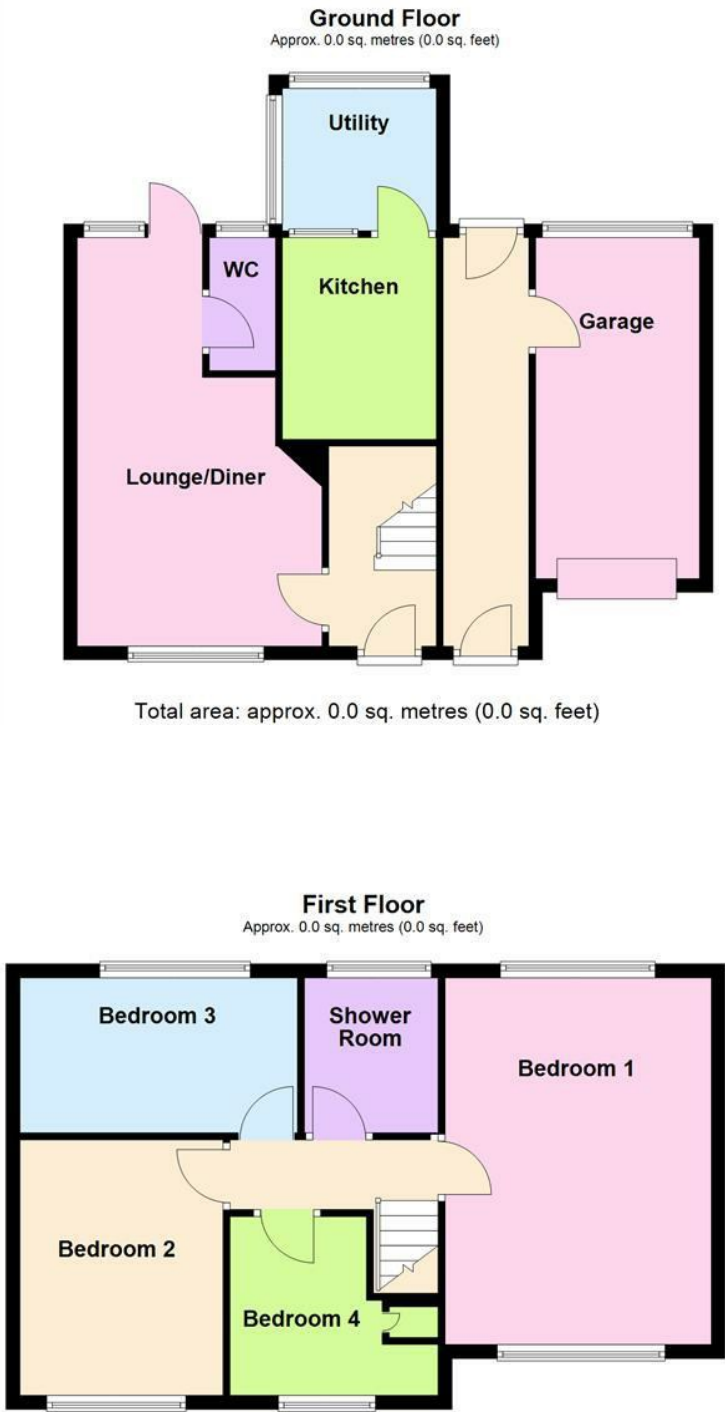 Ground Floor
Approx. 0.0 sq. metres (0.0 sq. feet)
Utility
WC
Kitchen
Garage
Lounge/Diner
Total area: approx. 0.0 sq. metres (0.0 sq. feet)
First Floor
Approx. 0.0 sq. metres (0.0 sq. feet)
Bedroom 3
Shower
Room
Bedroom 1
Bedroom 2
Bedroom 4